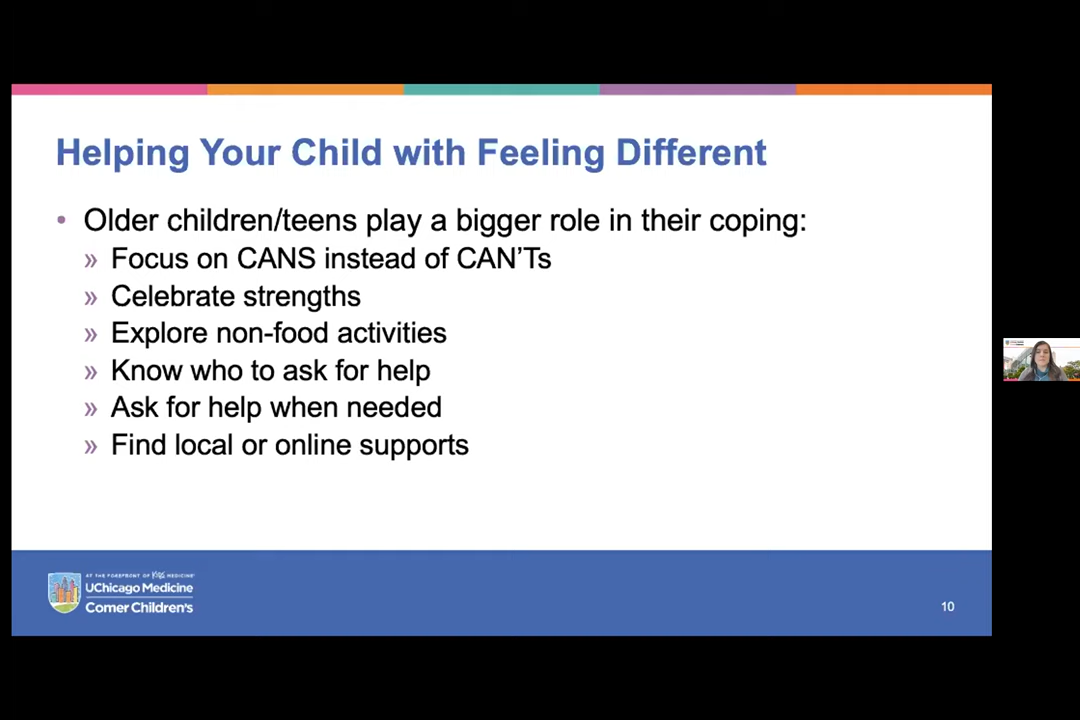 Helping Your Child with Feeling Different
• Older children/teens play a bigger role in their coping:
» Focus on CANS instead of CAN'Ts
» Celebrate strengths
» Explore non-food activities
» Know who to ask for help
» Ask for help when needed
» Find local or online supports
AT THE FOREFRONT OF Kids MEDICINE
UChicago Medicine
Comer Children's
10